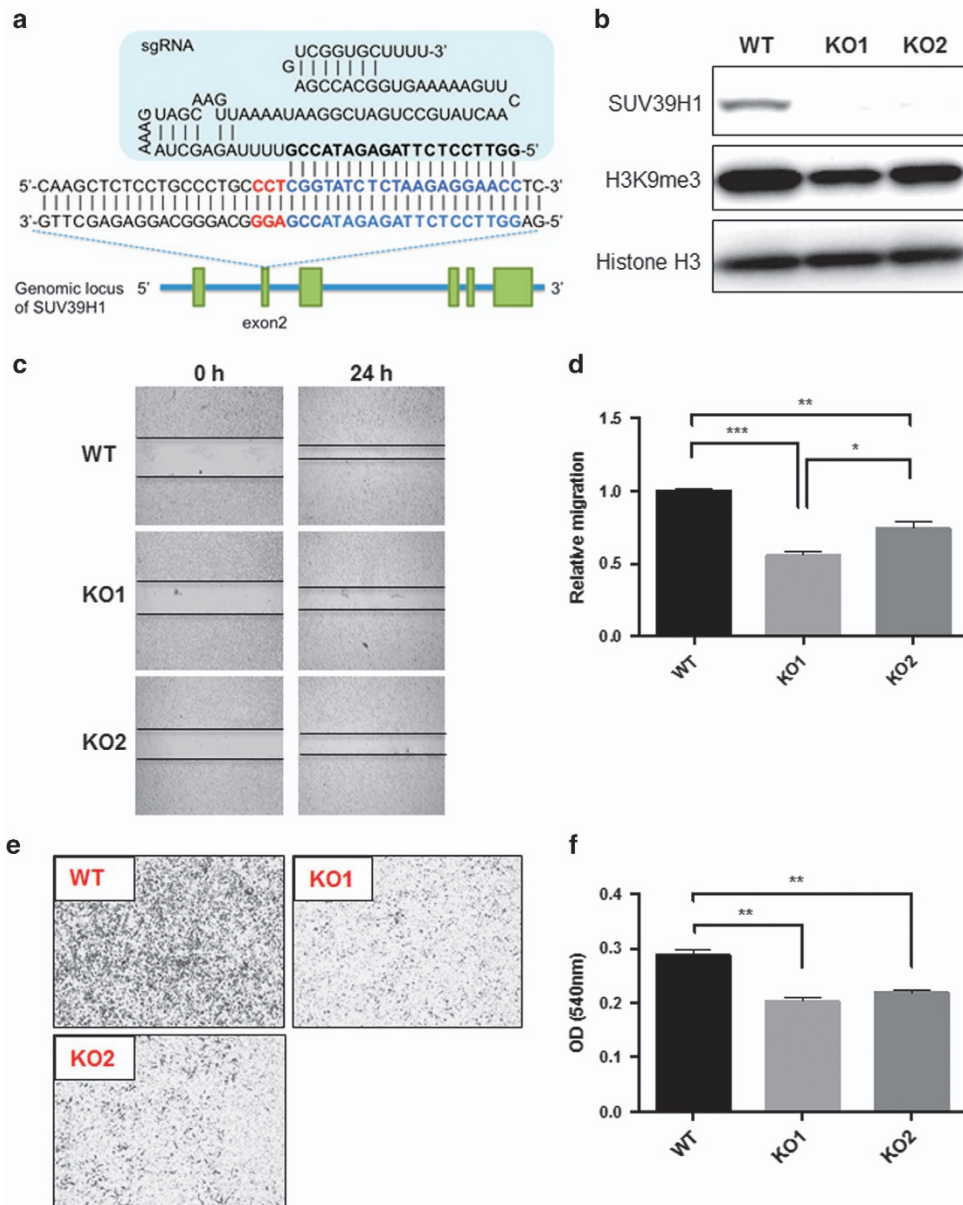 a
sgRNA
UCGGUGCUUUU-3'
G
AGCCACGGUGAAAAAGUU
C
AAG
UAGC UUAAAAUAAGGCUAGUCCGUAUCAA
AAAG
AUCGAGAUUUUGCCATAGAGATTCTCCTTGG-5'
5'-CAAGCTCTCCTGCCCTGCCCTCGGTATCTCTAAGAGGAACCTC-3'
3'-GTTCGAGAGGACGGGACGGGAGCCATAGAGATTCTCCTTGGAG-5'
Genomic locus
of SUV39H1
5'
3'
exon2
b
WT KO1 KO2
SUV39H1
H3K9me3
Histone H3
c
0 h 24 h
WT
KO1
KO2
d
Relative migration
1.5
1.0
0.5
0.0
**
***
*
WT KO1 KO2
e
WT
KO1
KO2
f
OD (540nm)
0.4
0.3
0.2
0.1
0.0
**
**
WT KO1 KO2